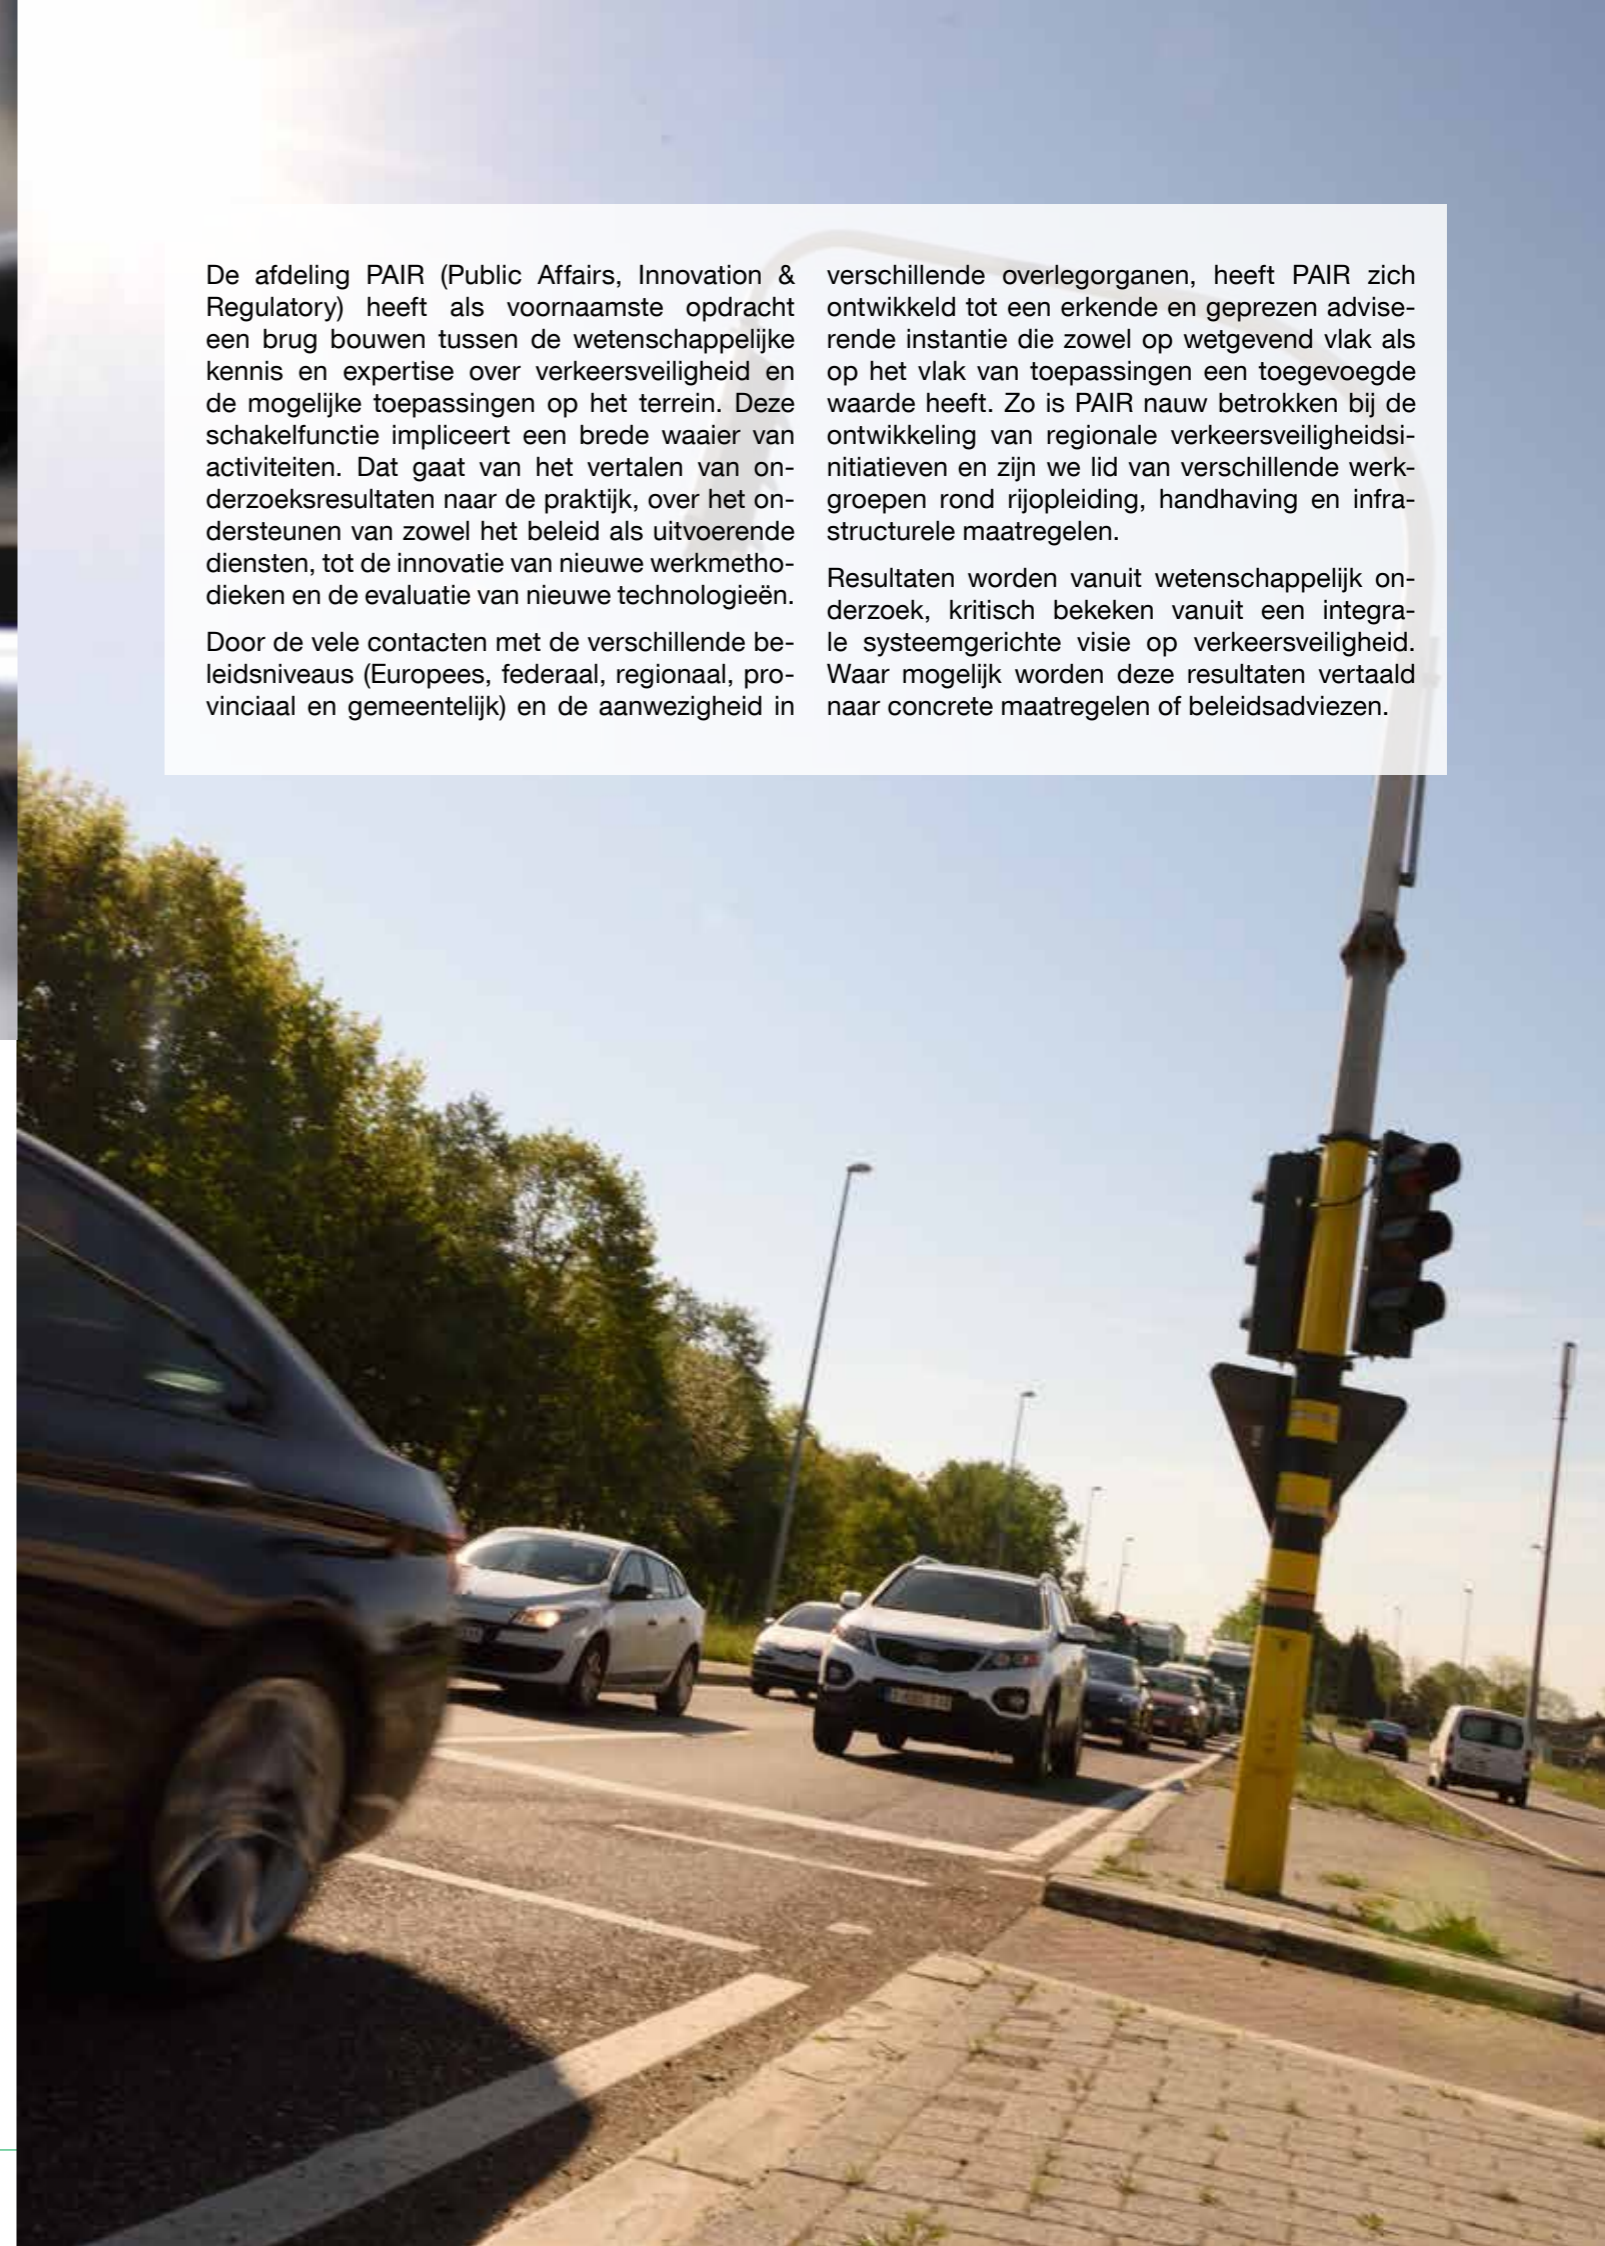 De afdeling PAIR (Public Affairs, Innovation &
Regulatory) heeft als voornaamste opdracht
een brug bouwen tussen de wetenschappelijke
kennis en expertise over verkeersveiligheid en
de mogelijke toepassingen op het terrein. Deze
schakelfunctie impliceert een brede waaier van
activiteiten. Dat gaat van het vertalen van on-
derzoeksresultaten naar de praktijk, over het on-
dersteunen van zowel het beleid als uitvoerende
diensten, tot de innovatie van nieuwe werkmetho-
dieken en de evaluatie van nieuwe technologieën.
Door de vele contacten met de verschillende be-
leidsniveaus (Europees, federaal, regionaal, pro-
vinciaal en gemeentelijk) en de aanwezigheid in
verschillende overlegorganen, heeft PAIR zich
ontwikkeld tot een erkende en geprezen advise-
rende instantie die zowel op wetgevend vlak als
op het vlak van toepassingen een toegevoegde
waarde heeft. Zo is PAIR nauw betrokken bij de
ontwikkeling van regionale verkeersveiligheidsi-
nitiatieven en zijn we lid van verschillende werk-
groepen rond rijopleiding, handhaving en infra-
structurele maatregelen.
Resultaten worden vanuit wetenschappelijk on-
derzoek, kritisch bekeken vanuit een integra-
le systeemgerichte visie op verkeersveiligheid.
Waar mogelijk worden deze resultaten vertaald
naar concrete maatregelen of beleidsadviezen.